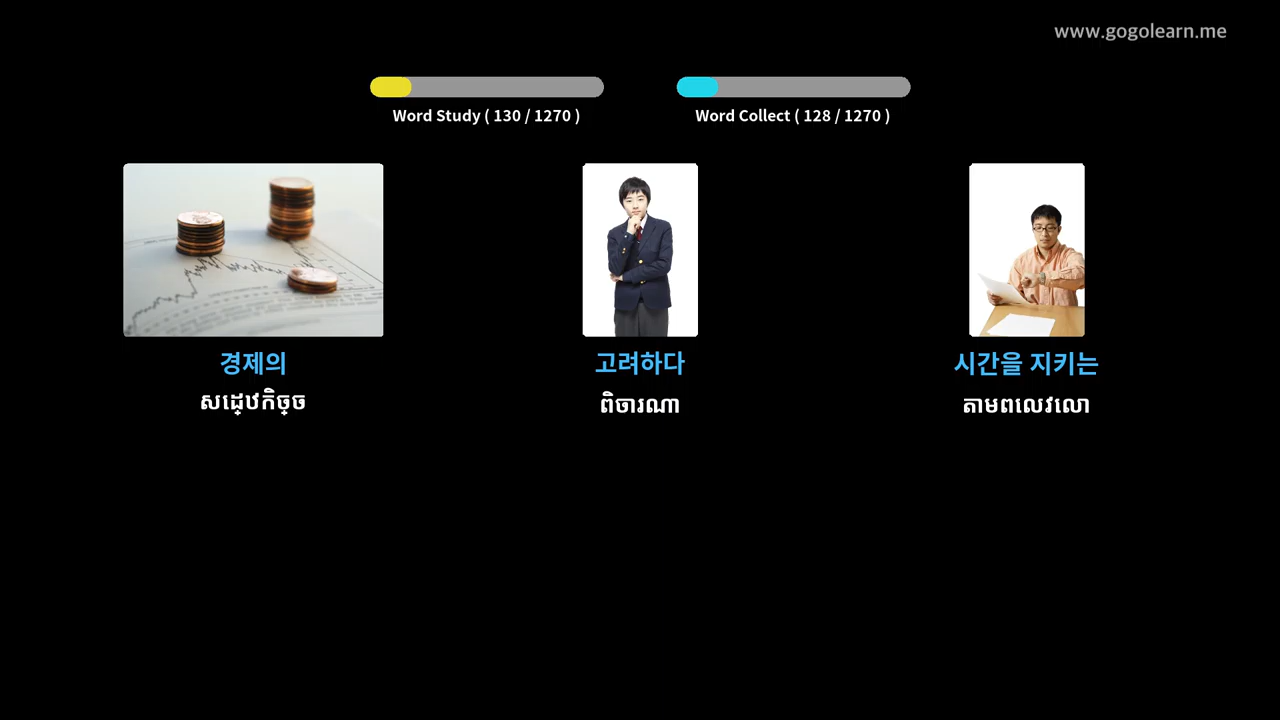 www.gogolearn.me
Word Study ( 130 / 1270 )
Word Collect ( 128 / 1270 )
경제의
고려하다
시간을 지키는
សេដ្ឋកិច្ច
ពិចារណា
តាមពេលវេលា